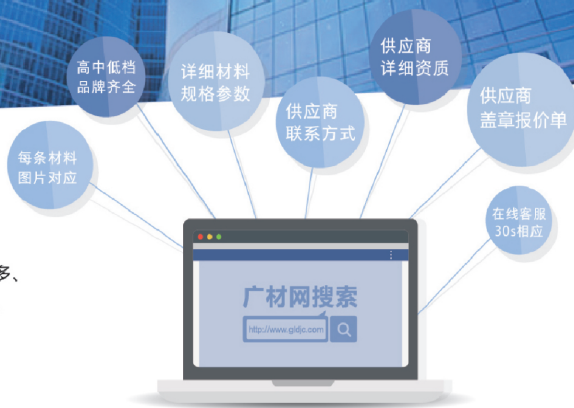 高中低档
品牌齐全
详细材料
规格参数
供应商
联系方式
供应商
详细资质
供应商
盖章报价单
每条材料
图片对应
在线客服
30s相应
多、
广材网搜索
http://www.gldjc.com